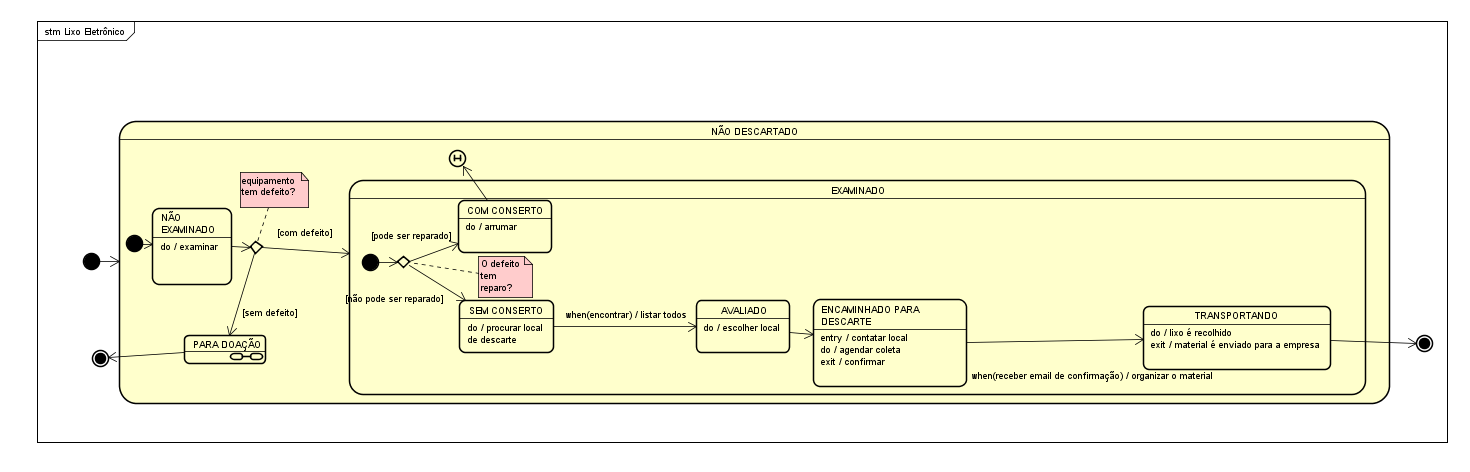 stm Lixo Eletrônico
NÃO DESCARTADO
H
equipamento
tem defeito?
EXAMINADO
NÃO
EXAMINADO
do / examinar
[com defeito]
COM CONSERTO
do / arrumar
[pode ser reparado]
O defeito
tem
reparo?
[não pode ser reparado]
[sem defeito]
PARA DOAÇÃO
SEM CONSERTO
do / procurar local
de descarte
when(encontrar) / listar todos
AVALIADO
do / escolher local
ENCAMINHADO PARA
DESCARTE
entry / contatar local
do / agendar coleta
exit / confirmar
when(receber email de confirmação) / organizar o material
TRANSPORTANDO
do / lixo é recolhido
exit / material é enviado para a empresa